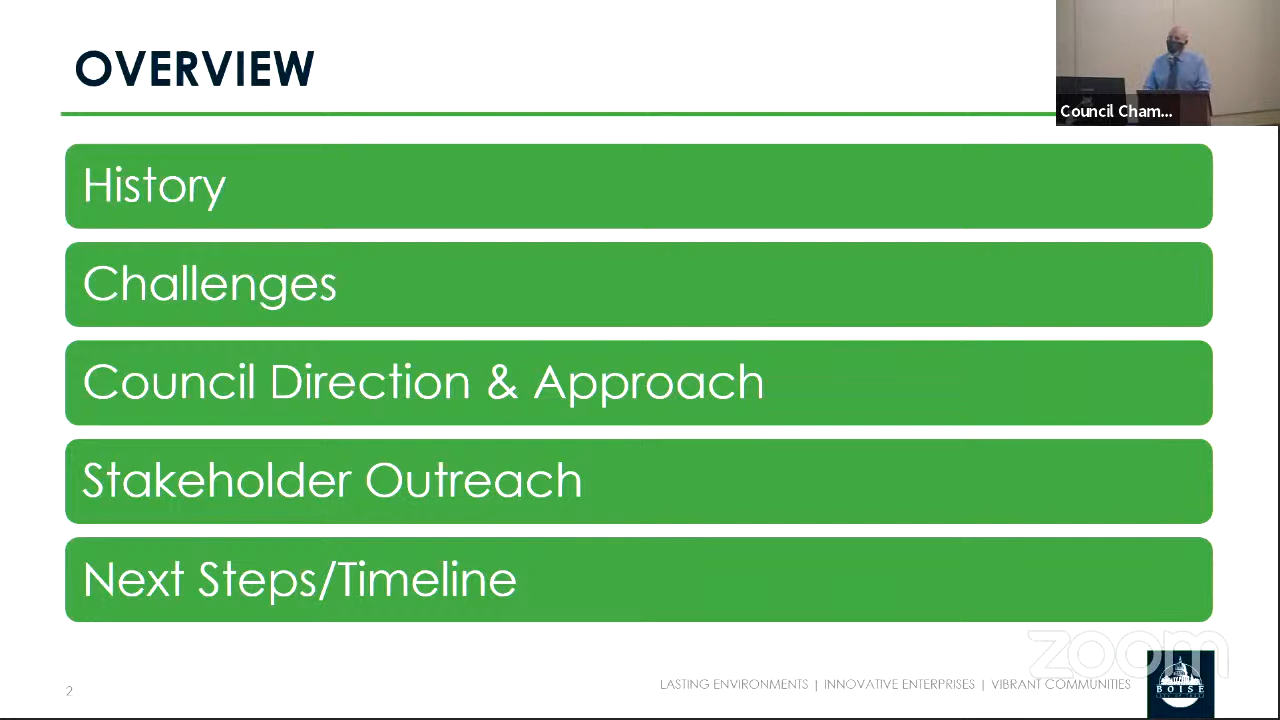 OVERVIEW
Council Cham...
History
Challenges
Council Direction & Approach
Stakeholder Outreach
Next Steps/Timeline
zoom
2
LASTING ENVIRONMENTS | INNOVATIVE ENTERPRISES | VIBRANT COMMUNITIES
BOISE